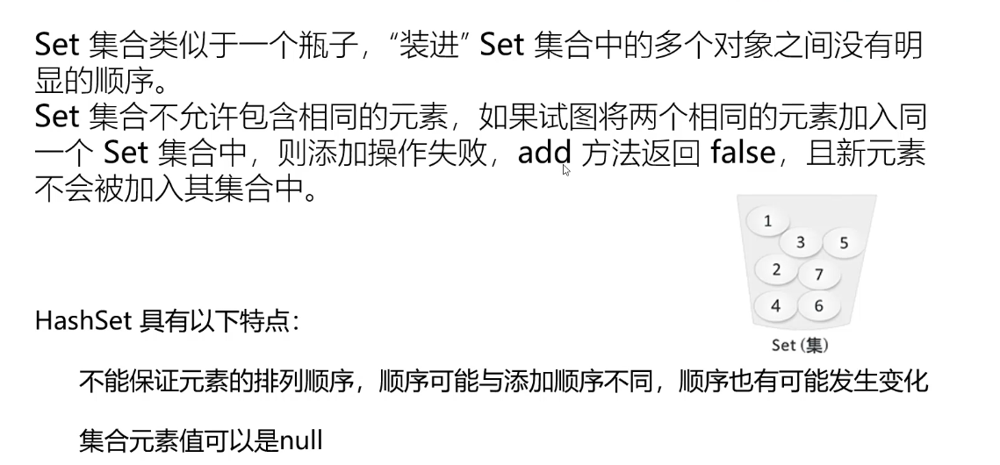 Set 集合类似于一个瓶子，“装进” Set 集合中的多个对象之间没有明
显的顺序。
Set 集合不允许包含相同的元素，如果试图将两个相同的元素加入同
一个 Set 集合中，则添加操作失败，add 方法返回 false，且新元素
不会被加入其集合中。
1
3 5
2 7
4 6
Set (集)
HashSet 具有以下特点：
不能保证元素的排列顺序，顺序可能与添加顺序不同，顺序也有可能发生变化
集合元素值可以是null